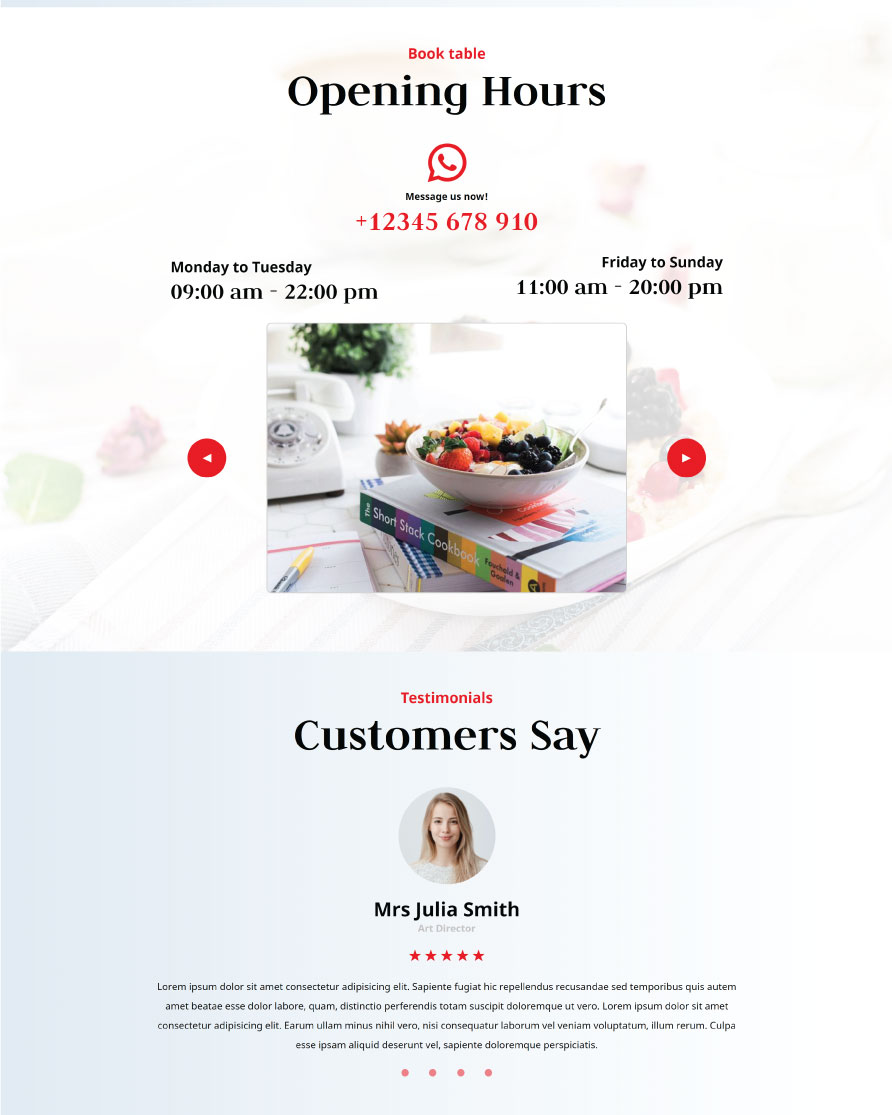 Book table
Opening Hours
Message us now!
+12345 678 910
Monday to Tuesday
09:00 am - 22:00 pm
Friday to Sunday
11:00 am - 20:00 pm
The
Short Stack Cookbook
Fouchald &
Goalen
Testimonials
Customers Say
Mrs Julia Smith
Art Director
Lorem ipsum dolor sit amet consectetur adipisicing elit. Sapiente fugiat hic repellendus recusandae sed temporibus quis autem
amet beatae esse dolor labore, quam, distinctio perferendis totam suscipit doloremque ut vero. Lorem ipsum dolor sit amet
consectetur adipisicing elit. Earum ullam minus nihil vero, nisi consequatur laborum vel veniam voluptatum, illum rerum. Culpa
esse ipsam aliquid deserunt vel, sapiente doloremque perspiciatis.